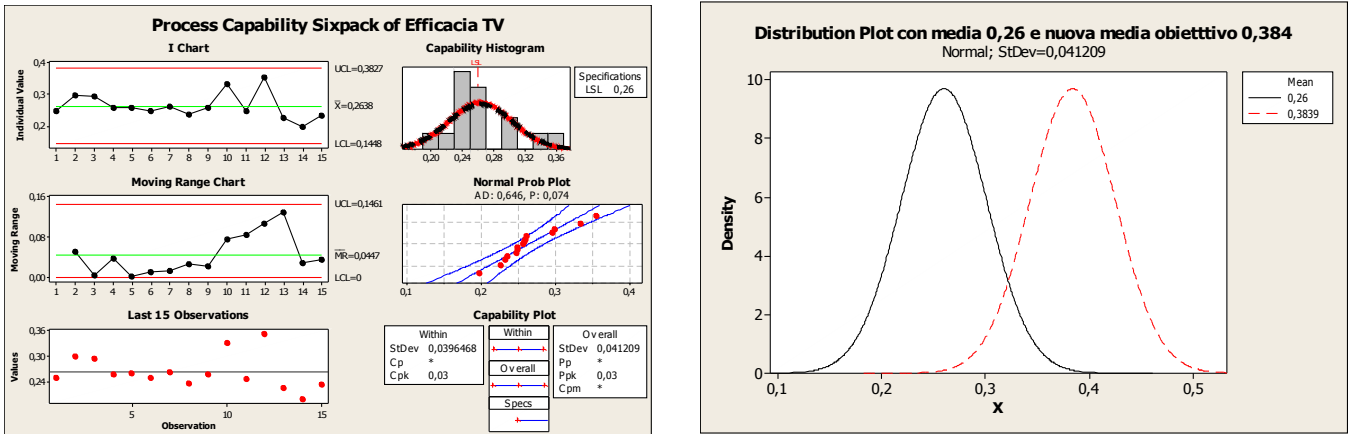 Process Capability Sixpack of Efficacia TV
I Chart
Individual Value
0,4
0,3
0,2
1 2 3 4 5 6 7 8 9 10 11 12 13 14 15
UCL=0,3827
X=0,2638
LCL=0,1448
Moving Range Chart
Moving Range
0,16
0,08
0,00
1 2 3 4 5 6 7 8 9 10 11 12 13 14 15
UCL=0,1461
MR=0,0447
LCL=0
Last 15 Observations
Values
0,36
0,30
0,24
5 10 15
Observation
Capability Histogram
LSL
0,20 0,24 0,28 0,32 0,36
Specifications
LSL 0,26
Normal Prob Plot
AD: 0,646, P: 0,074
0,1 0,2 0,3 0,4
Capability Plot
Within
StDev 0,0396468
Cp *
Cpk 0,03
Within
Overall
Specs
Overall
StDev 0,041209
Pp *
Ppk 0,03
Cpm *
Distribution Plot con media 0,26 e nuova media obietttivo 0,384
Normal; StDev=0,041209
Density
10
8
6
4
2
0
0,1 0,2 0,3 0,4 0,5
X
Mean
0,26
0,3839